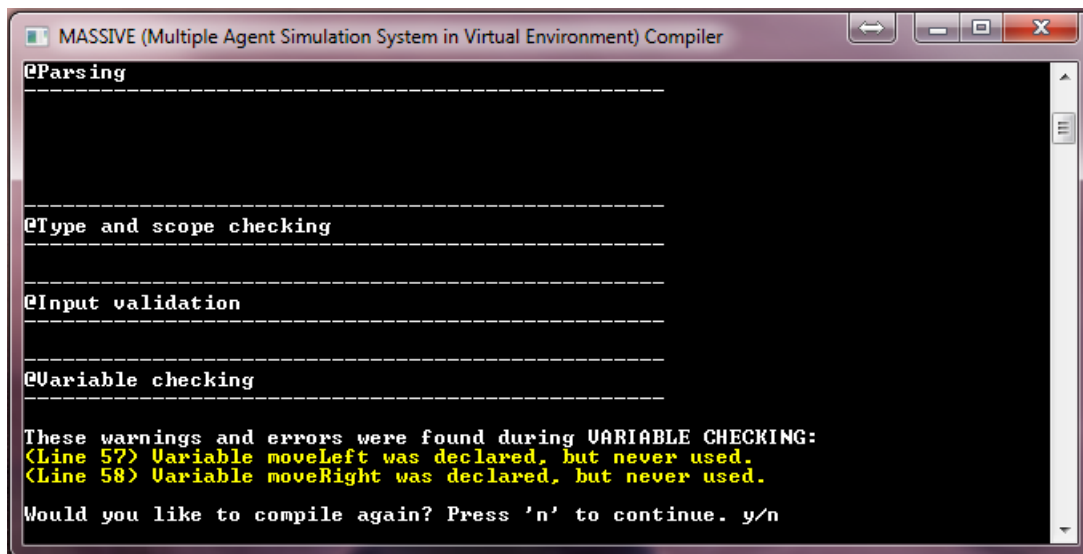 MASSIVE (Multiple Agent Simulation System in Virtual Environment) Compiler
@Parsing
@Type and scope checking
@Input validation
@Variable checking
These warnings and errors were found during VARIABLE CHECKING:
(Line 57) Variable moveLeft was declared, but never used.
(Line 58) Variable moveRight was declared, but never used.
Would you like to compile again? Press 'n' to continue. y/n